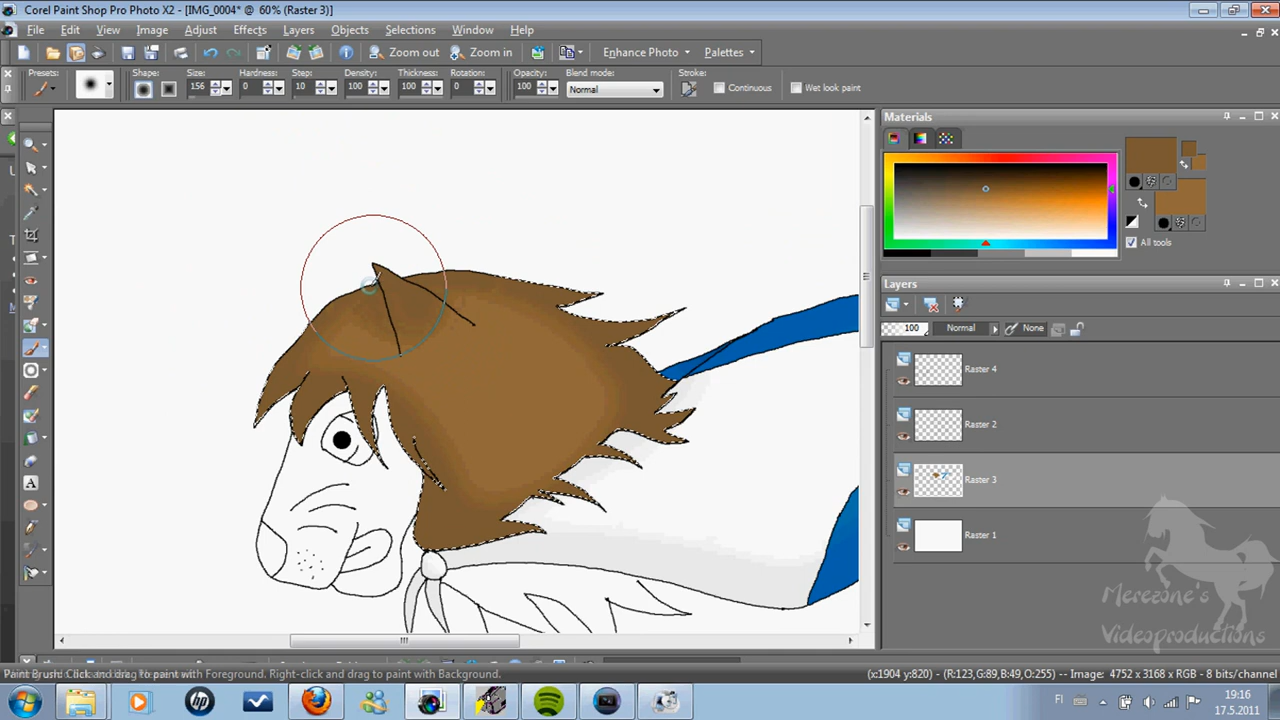 Corel Paint Shop Pro Photo X2 - [IMG_0004* @ 60% (Raster 3)]
File Edit View Image Adjust Effects Layers Objects Selections Window Help
Zoom out Zoom in Enhance Photo Palettes
Presets: Shape: Size: Hardness: Step: Density: Thickness: Rotation: Opacity: Blend mode: Stroke:
156 0 10 100 100 0 100 Normal Continuous Wet look paint
Materials
All tools
Layers
100 Normal None
Raster 4
Raster 2
Raster 3
Raster 1
Merezone's
Videoproductions
Paint Brush: Click and drag to paint with Foreground. Right-click and drag to paint with Background.
(x:1904 y:820) - (R:123,G:89,B:49,O:255) -- Image: 4752 x 3168 x RGB - 8 bits/channel
FI
19:16
17.5.2011